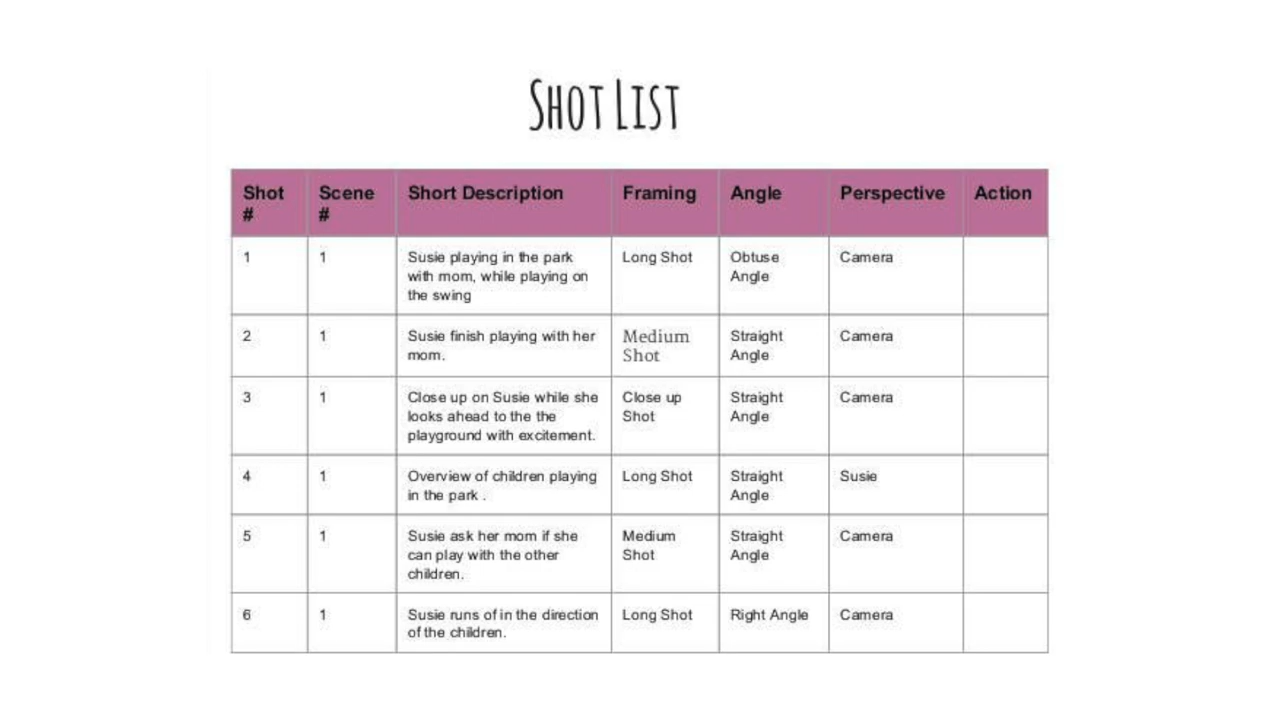 SHOT LIST
Shot Scene Short Description Framing Angle Perspective Action
# #
1 1 Susie playing in the park Long Shot Obtuse Camera
with mom, while playing on Angle
the swing
2 1 Susie finish playing with her Medium Straight Camera
mom. Shot Angle
3 1 Close up on Susie while she Close up Straight Camera
looks ahead to the the Shot Angle
playground with excitement.
4 1 Overview of children playing Long Shot Straight Susie
in the park . Angle
5 1 Susie ask her mom if she Medium Straight Camera
can play with the other Shot Angle
children.
6 1 Susie runs of in the direction Long Shot Right Angle Camera
of the children.